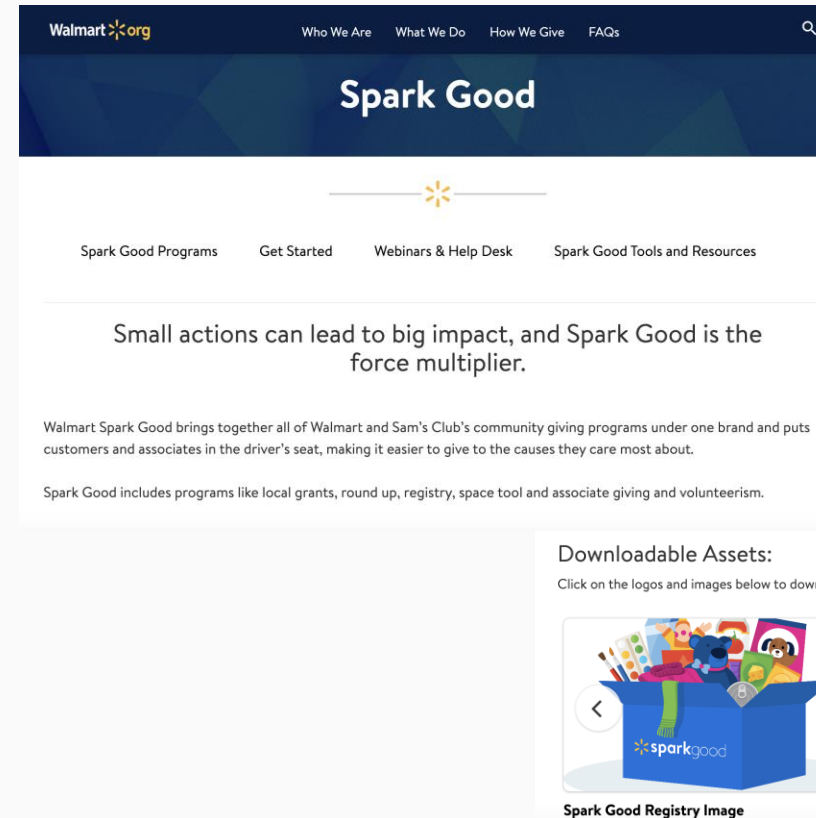 Walmart org
Who We Are What We Do How We Give FAQs
Spark Good
Spark Good Programs Get Started Webinars & Help Desk Spark Good Tools and Resources
Small actions can lead to big impact, and Spark Good is the
force multiplier.
Walmart Spark Good brings together all of Walmart and Sam's Club's community giving programs under one brand and puts
customers and associates in the driver's seat, making it easier to give to the causes they care most about.
Spark Good includes programs like local grants, round up, registry, space tool and associate giving and volunteerism.
Downloadable Assets:
Click on the logos and images below to dow
sparkgood
Spark Good Registry Image